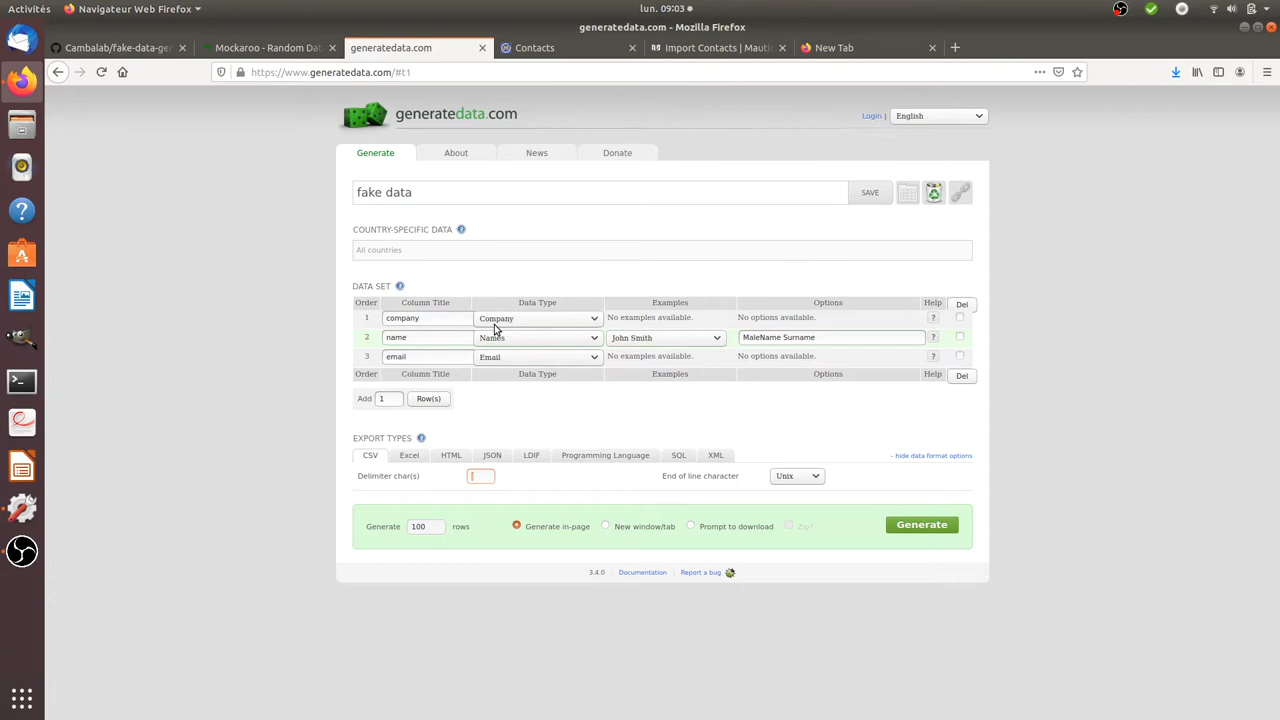 Activités
Navigateur Web Firefox
lun. 09:03
generatedata.com - Mozilla Firefox
Cambalab/fake-data-ger
Mockaroo - Random Dat
generatedata.com
Contacts
Import Contacts | Mautic
New Tab
https://www.generatedata.com/#t1
generatedata.com
Login |
English
Generate
About
News
Donate
fake data
SAVE
COUNTRY-SPECIFIC DATA
All countries
DATA SET
Order Column Title Data Type Examples Options Help Del
1 company Company No examples available. No options available. ?
2 name Names John Smith MaleName Surname ?
3 email Email No examples available. No options available. ?
Order Column Title Data Type Examples Options Help Del
Add 1 Row(s)
EXPORT TYPES
CSV Excel HTML JSON LDIF Programming Language SQL XML - hide data format options
Delimiter char(s) | End of line character Unix
Generate 100 rows Generate in-page New window/tab Prompt to download Zip? Generate
3.4.0 Documentation Report a bug